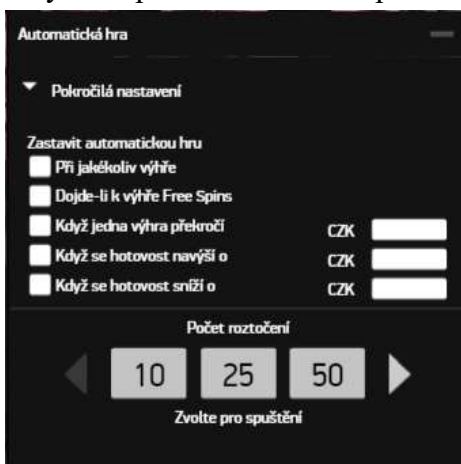 Automatická hra
Pokročilá nastavení
Zastavit automatickou hru
Při jakékoliv výhře
Dojde-li k výhře Free Spins
Když jedna výhra překročí CZK
Když se hotovost navýší o CZK
Když se hotovost sníží o CZK
Počet roztočení
10 25 50
Zvolte pro spuštění